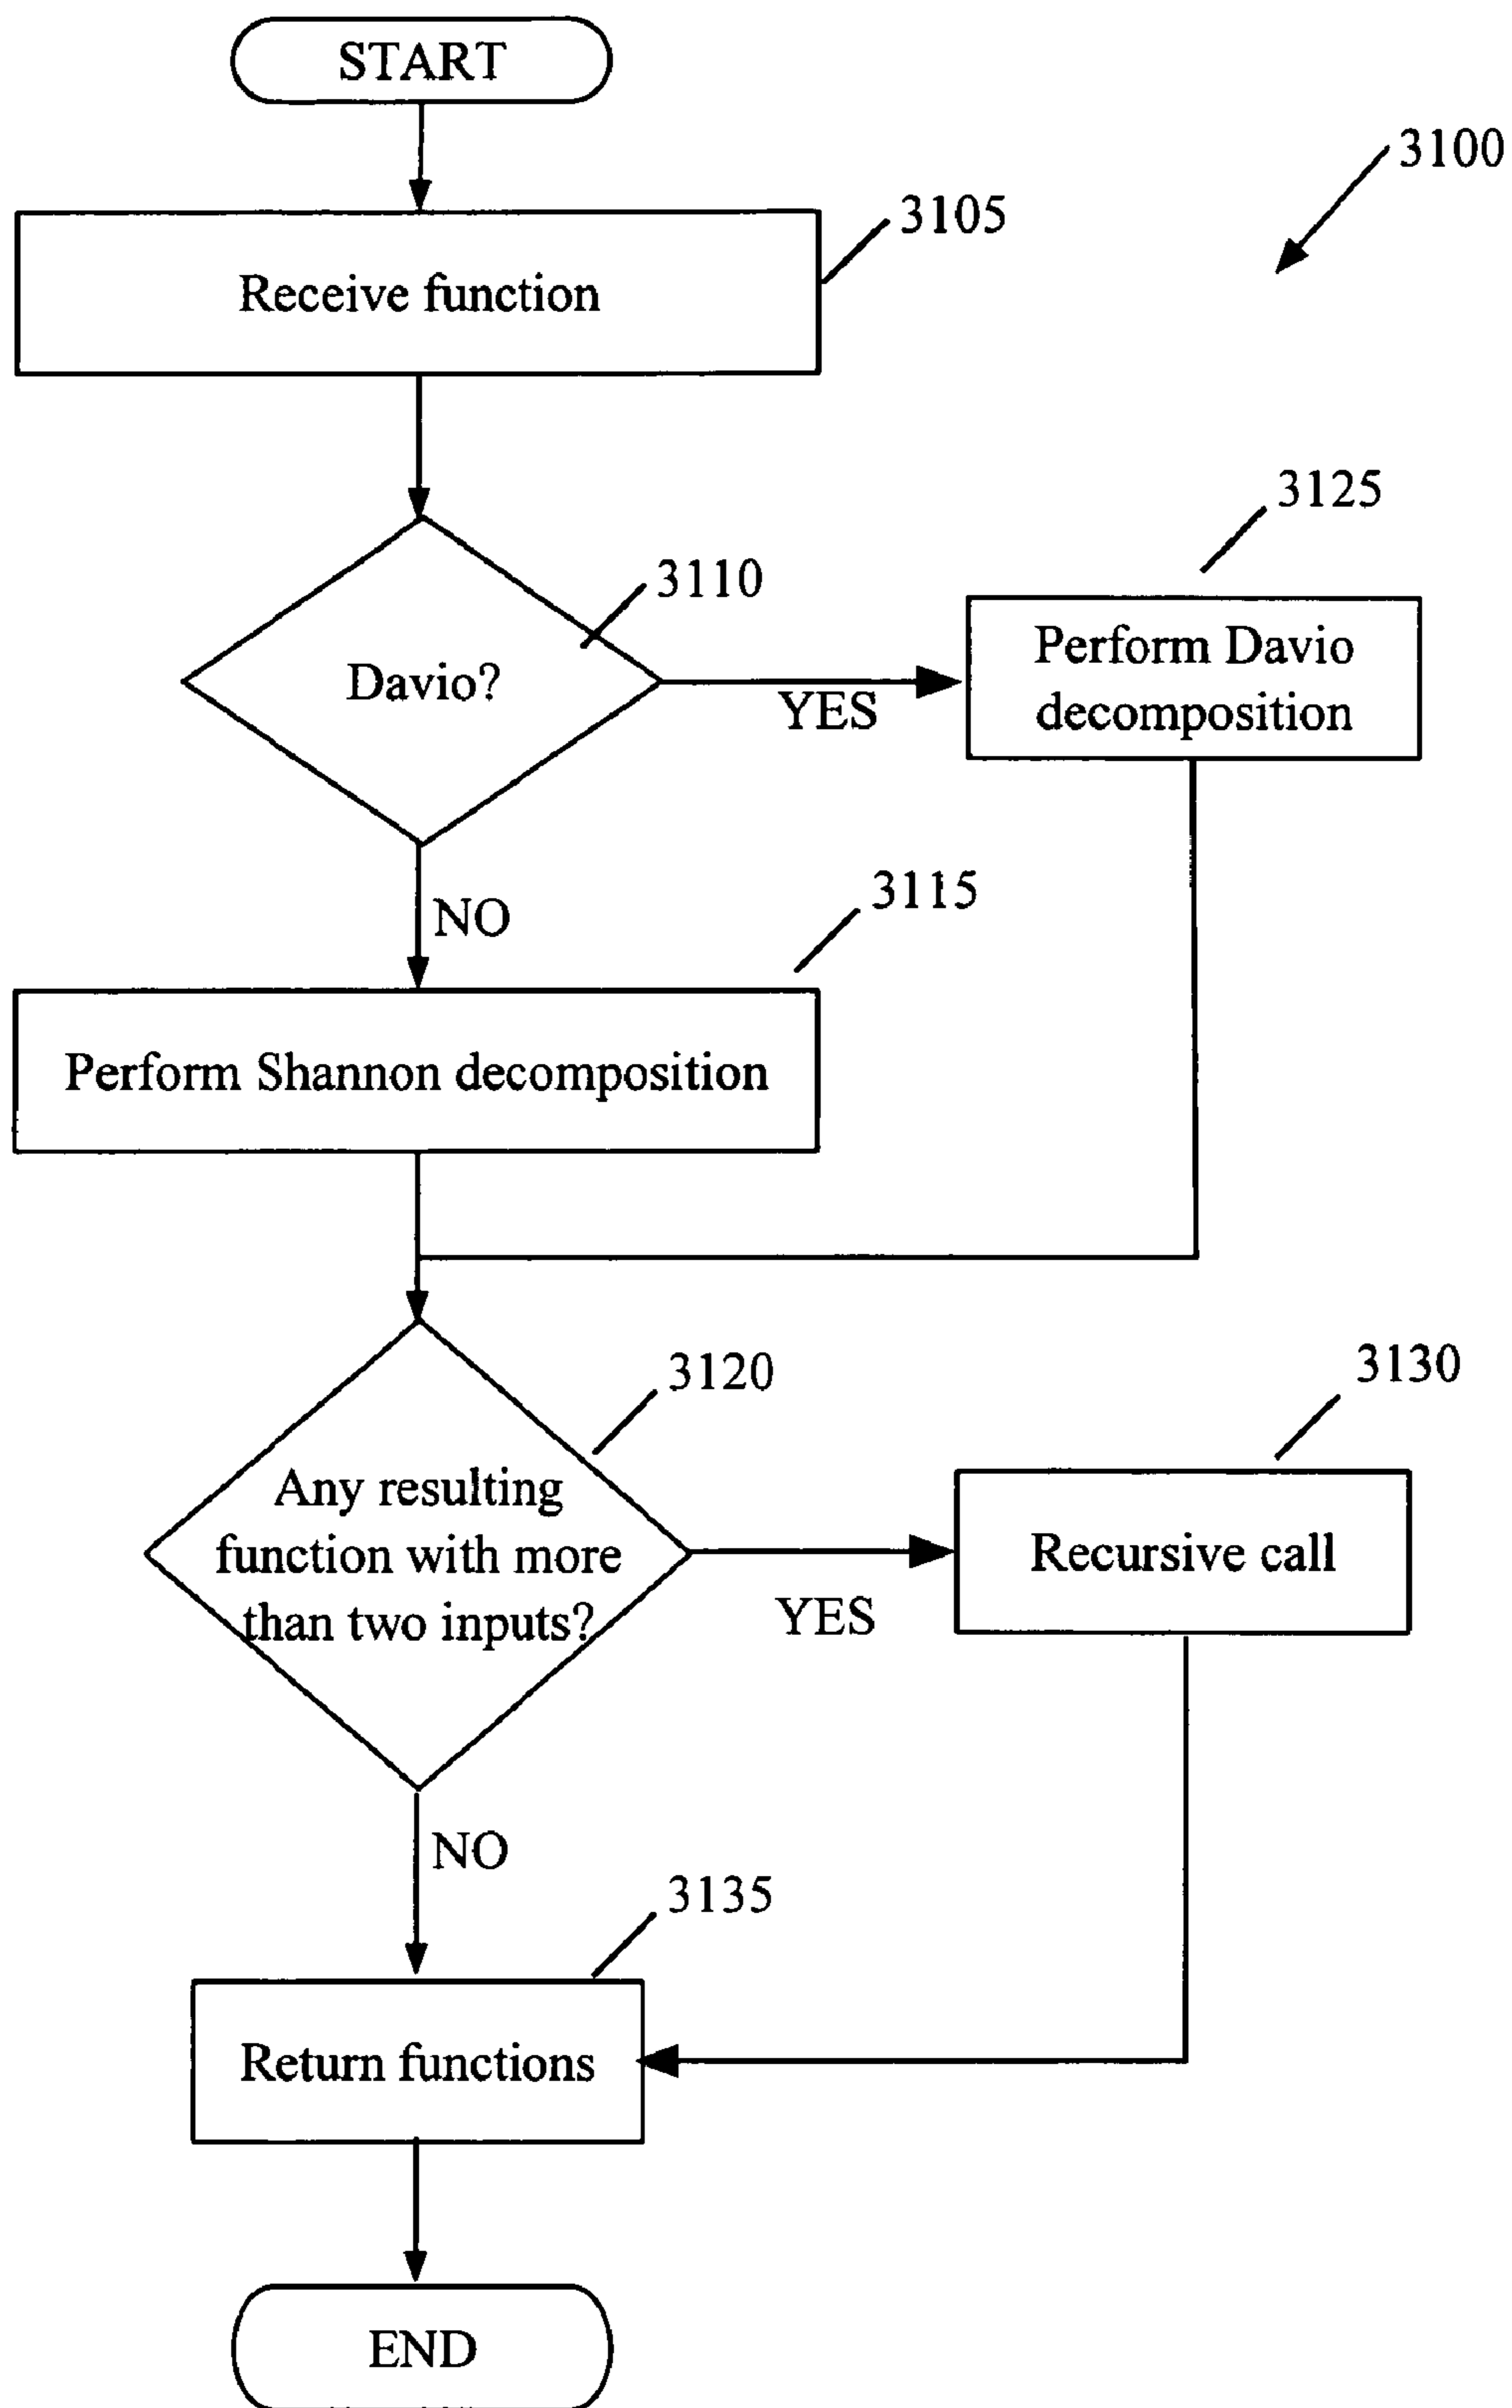 START
3100
3105
Receive function
3125
3110
Perform Davio
decomposition
Davio?
YES
3115
NO
Perform Shannon decomposition
3120
3130
Any resulting
function with more
than two inputs?
Recursive call
YES
NO
3135
Return functions
END